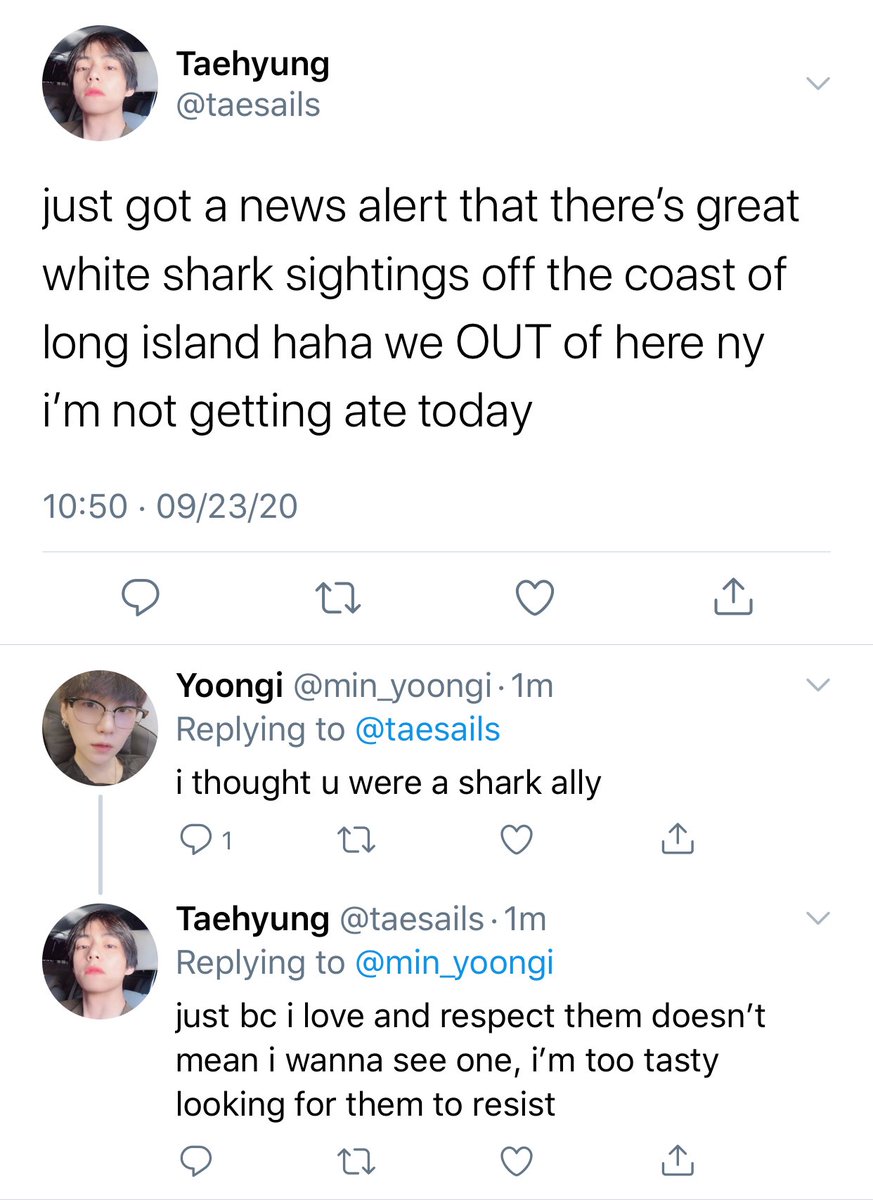 Taehyung
@taesails
just got a news alert that there’s great
white shark sightings off the coast of
long island haha we OUT of here ny
i’m not getting ate today
10:50 · 09/23/20
Yoongi @min_yoongi · 1m
Replying to @taesails
i thought u were a shark ally
1
Taehyung @taesails · 1m
Replying to @min_yoongi
just bc i love and respect them doesn’t
mean i wanna see one, i’m too tasty
looking for them to resist